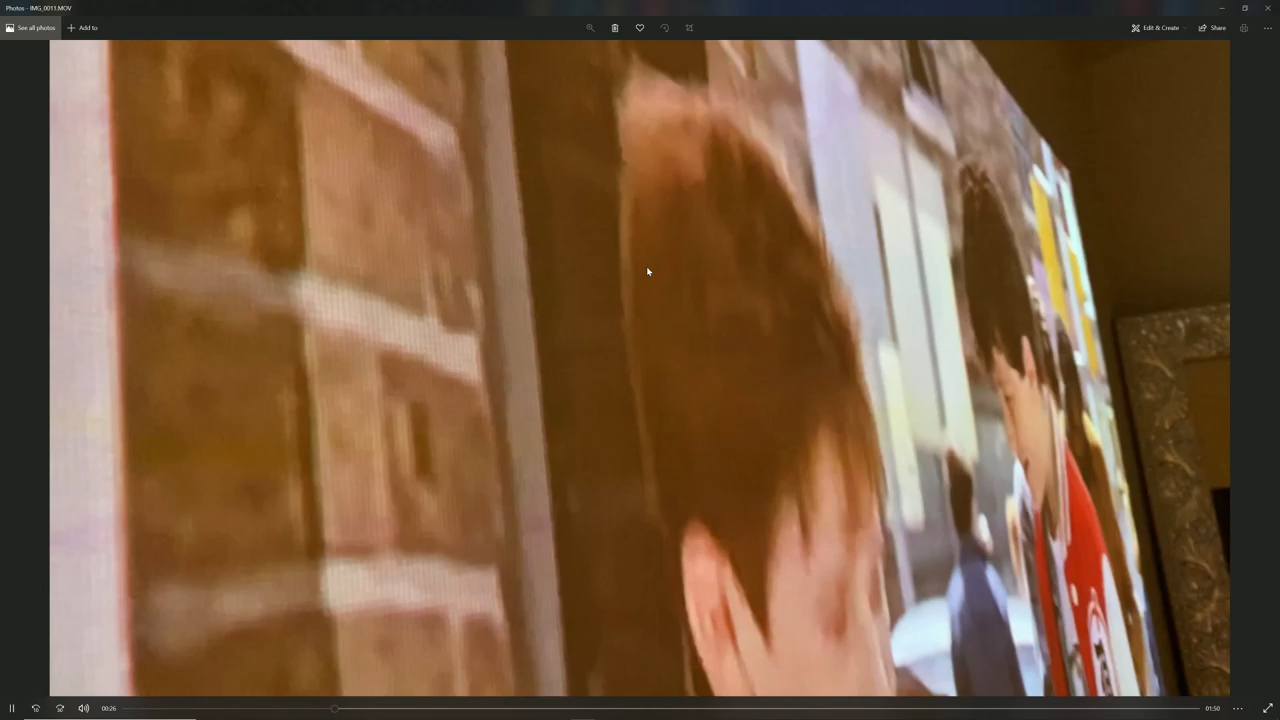 Photos - IMG_0011.MOV
See all photos
Add to
Edit & Create
Share
00:26
01:50